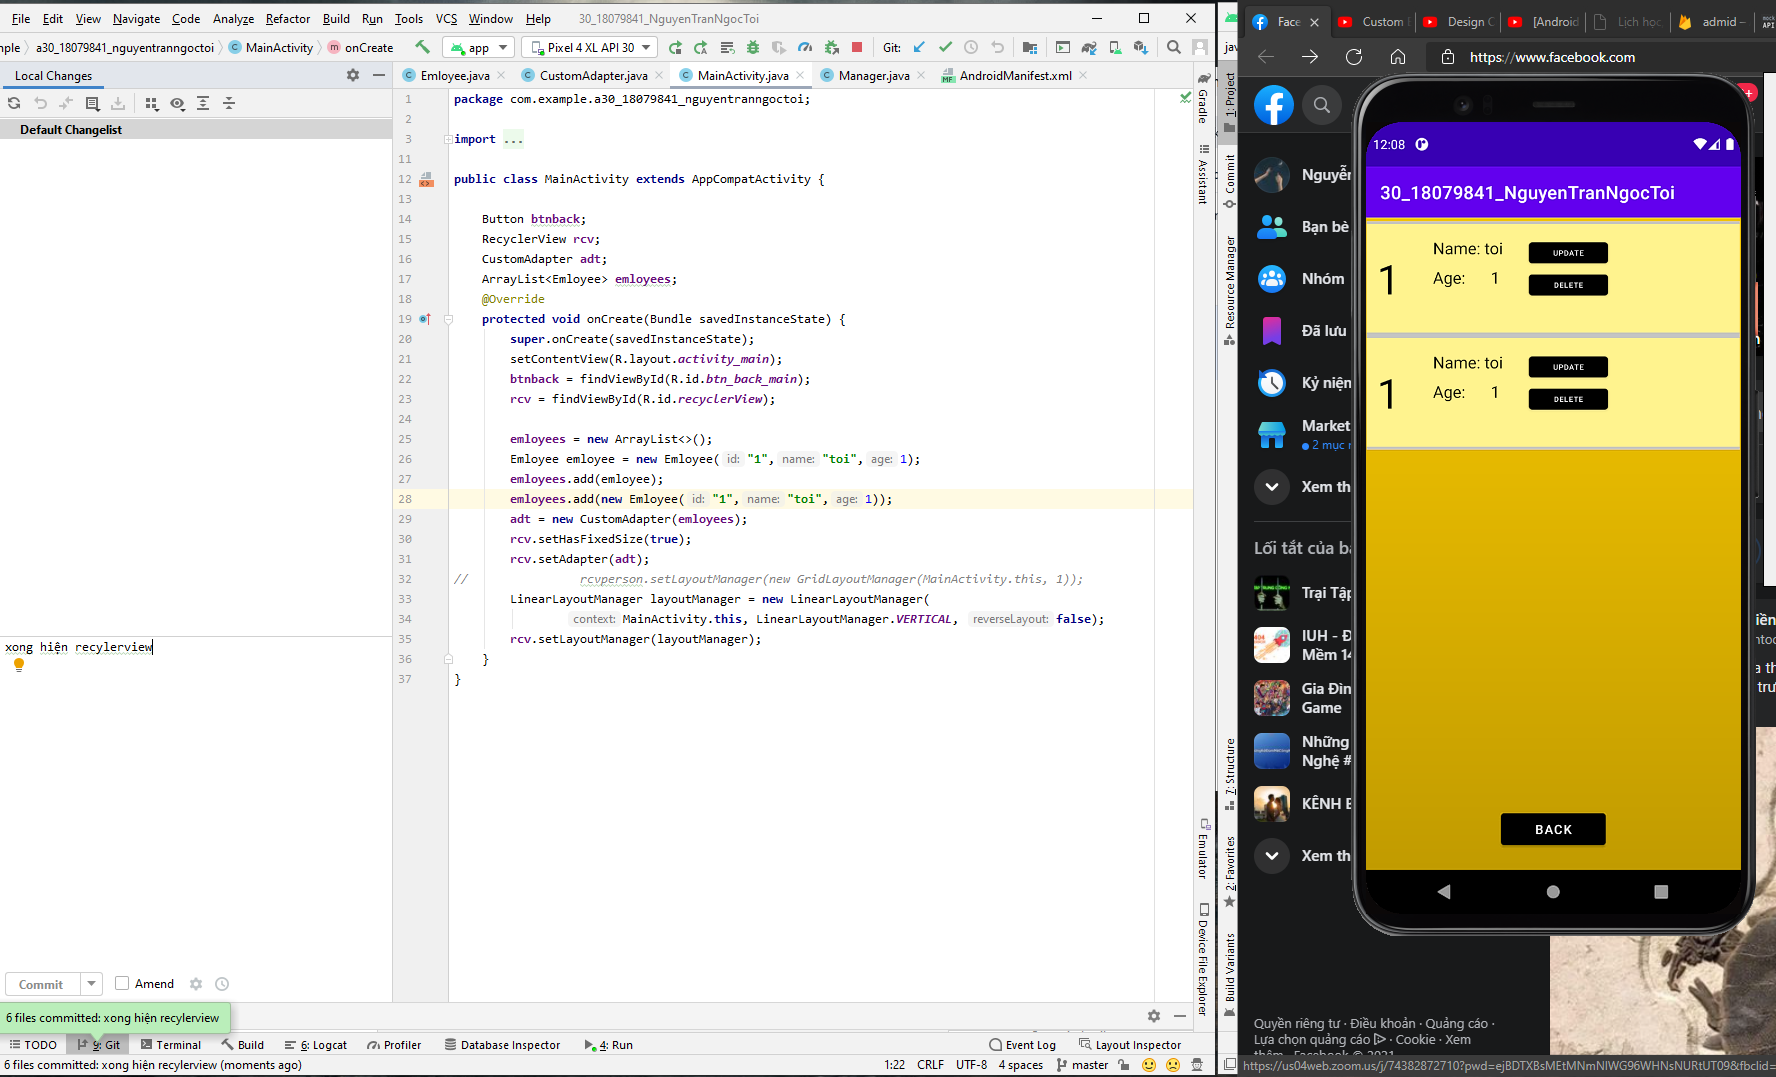 File Edit View Navigate Code Analyze Refactor Build Run Tools VCS Window Help 30_18079841_NguyenTranNgocToi
mple a30_18079841_nguyentranngoctoi MainActivity onCreate app Pixel 4 XL API 30 Git:
Local Changes
Emloyee.java CustomAdapter.java MainActivity.java Manager.java AndroidManifest.xml
Default Changelist
xong hiện recylerview
Commit Amend
6 files committed: xong hiện recylerview
1 package com.example.a30_18079841_nguyentranngoctoi;
2
3 import ...
11
12 public class MainActivity extends AppCompatActivity {
13
14 Button btnback;
15 RecyclerView rcv;
16 CustomAdapter adt;
17 ArrayList<Emloyee> emloyees;
18 @Override
19 protected void onCreate(Bundle savedInstanceState) {
20 super.onCreate(savedInstanceState);
21 setContentView(R.layout.activity_main);
22 btnback = findViewById(R.id.btn_back_main);
23 rcv = findViewById(R.id.recyclerView);
24
25 emloyees = new ArrayList<>();
26 Emloyee emloyee = new Emloyee( id: "1", name: "toi", age: 1);
27 emloyees.add(emloyee);
28 emloyees.add(new Emloyee( id: "1", name: "toi", age: 1));
29 adt = new CustomAdapter(emloyees);
30 rcv.setHasFixedSize(true);
31 rcv.setAdapter(adt);
32 // rcvperson.setLayoutManager(new GridLayoutManager(MainActivity.this, 1));
33 LinearLayoutManager layoutManager = new LinearLayoutManager(
34 context: MainActivity.this, LinearLayoutManager.VERTICAL, reverseLayout: false);
35 rcv.setLayoutManager(layoutManager);
36 }
37 }
Gradle
Assistant
Emulator
Device File Explorer
TODO 9: Git Terminal Build 6: Logcat Profiler Database Inspector 4: Run Event Log Layout Inspector
6 files committed: xong hiện recylerview (moments ago) 1:22 CRLF UTF-8 4 spaces master
jav
1: Project
Commit
Resource Manager
7: Structure
2: Favorites
Build Variants
Face Custom Design C [Android Lịch học admid –
API
https://www.facebook.com
Nguyễn
Bạn bè
Nhóm
Đã lưu
Kỷ niệm
Market
2 mục
Xem th
Lối tắt của bạ
Trại Tập
IUH - Đ
Mềm 14
Gia Đìn
Game
Những
Nghệ #
KÊNH
Xem th
Quyền riêng tư · Điều khoản · Quảng cáo ·
Lựa chọn quảng cáo · Cookie · Xem
thêm · Facebook © 2021
https://us04web.zoom.us/j/74382872710?pwd=ejBDTXBsMEtMNmNIWG96WHNsNURtUT09&fbclid=
12:08
30_18079841_NguyenTranNgocToi
1 Name: toi UPDATE
Age: 1 DELETE
1 Name: toi UPDATE
Age: 1 DELETE
BACK